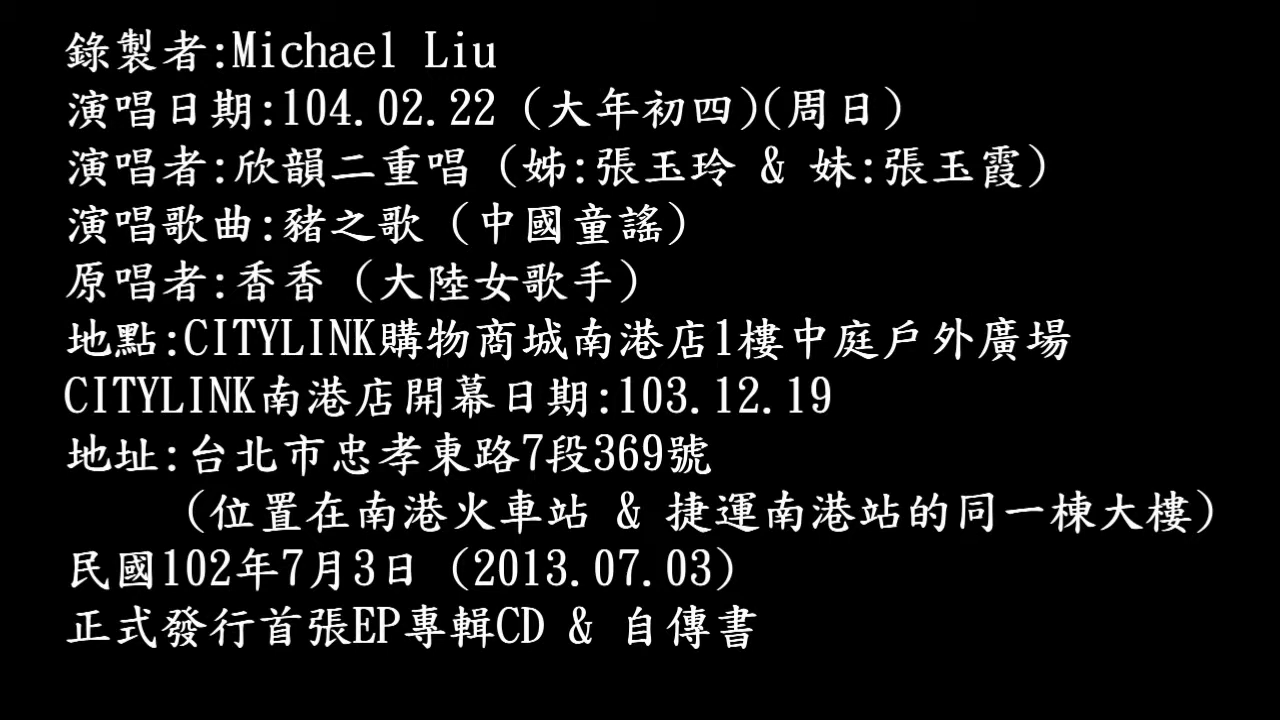 錄製者:Michael Liu
演唱日期:104.02.22 (大年初四)(周日)
演唱者:欣韻二重唱 (姊:張玉玲 & 妹:張玉霞)
演唱歌曲:豬之歌 (中國童謠)
原唱者:香香 (大陸女歌手)
地點:CITYLINK購物商城南港店1樓中庭戶外廣場
CITYLINK南港店開幕日期:103.12.19
地址:台北市忠孝東路7段369號
(位置在南港火車站 & 捷運南港站的同一棟大樓)
民國102年7月3日 (2013.07.03)
正式發行首張EP專輯CD & 自傳書